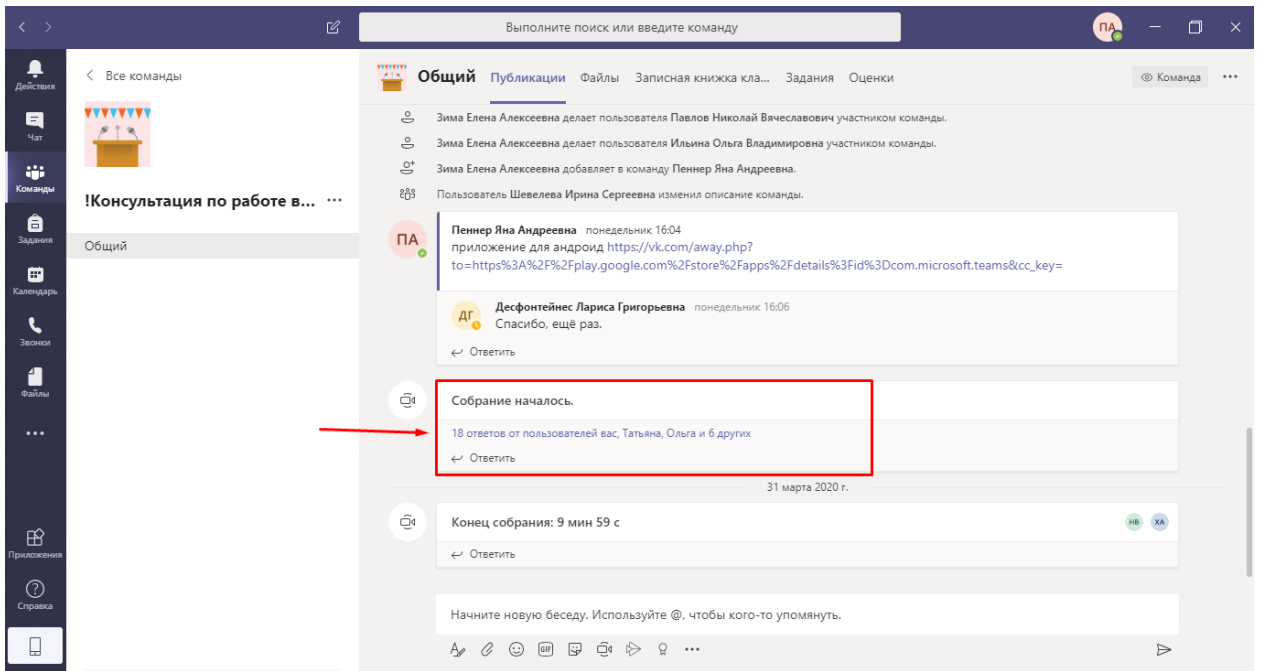 Выполните поиск или введите команду
ПА
Действия
Чат
Команды
Задания
Календарь
Звонки
Файлы
Приложения
Справка
Все команды
!Консультация по работе в... ···
Общий
Общий Публикации Файлы Записная книжка кла... Задания Оценки
Команда
Зима Елена Алексеевна делает пользователя Павлов Николай Вячеславович участником команды.
Зима Елена Алексеевна делает пользователя Ильина Ольга Владимировна участником команды.
Зима Елена Алексеевна добавляет в команду Пеннер Яна Андреевна.
Пользователь Шевелева Ирина Сергеевна изменил описание команды.
ПА
Пеннер Яна Андреевна понедельник 16:04
приложение для андроид https://vk.com/away.php?
to=https%3A%2F%2Fplay.google.com%2Fstore%2Fapps%2Fdetails%3Fid%3Dcom.microsoft.teams&cc_key=
ДГ
Десфонтейнес Лариса Григорьевна понедельник 16:06
Спасибо, ещё раз.
Ответить
Собрание началось.
18 ответов от пользователей вас, Татьяна, Ольга и 6 других
Ответить
31 марта 2020 г.
Конец собрания: 9 мин 59 с
НВ ХА
Ответить
Начните новую беседу. Используйте @, чтобы кого-то упомянуть.
GIF